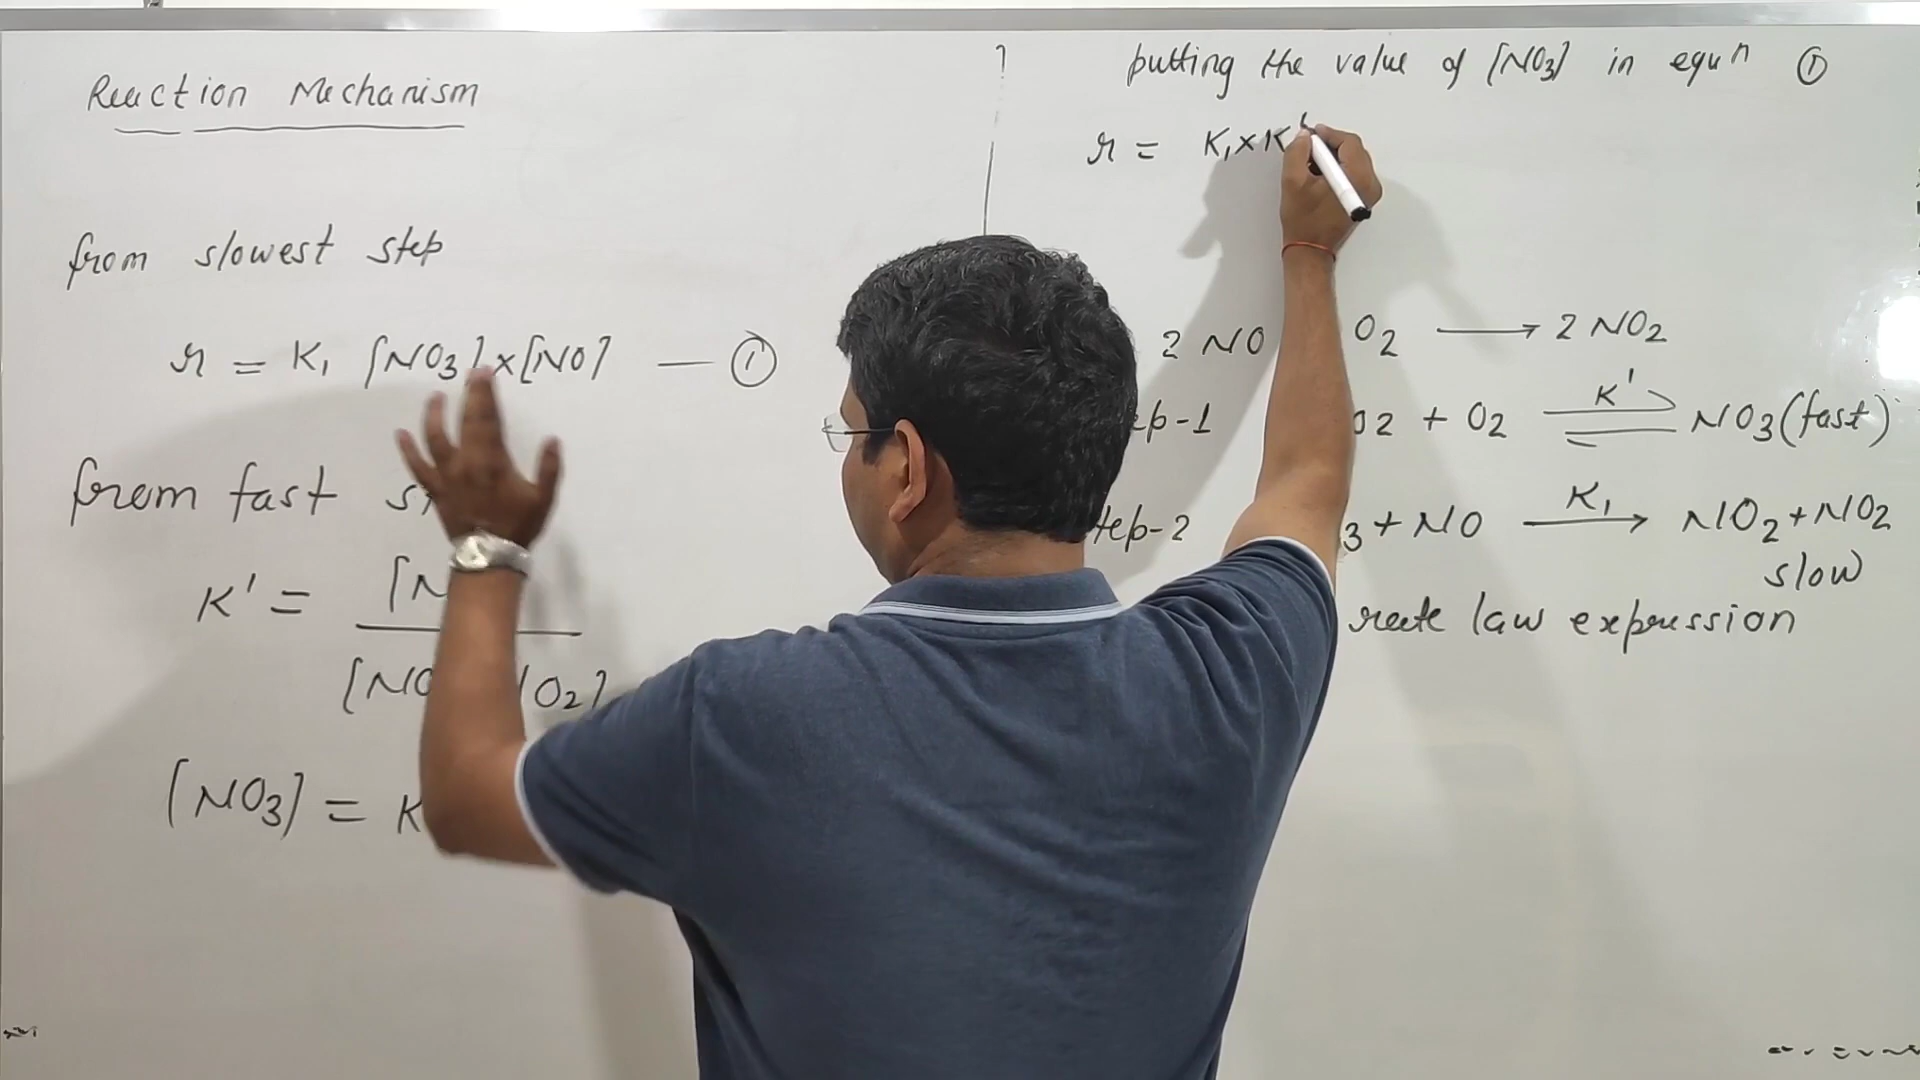 Reaction Mechanism
from slowest step
r = K₁ [NO₃] x [NO] — ①
from fast
K' =
O₂]
[NO₃] = K
putting the value of [NO₃] in equn ①
r = K₁ x K'
2 NO O₂ ⟶ 2 NO₂
ep-1 O₂ + O₂ ⇌ K' NO₃ (fast)
tep-2 ₃ + NO ⟶ K₁ NO₂ + NO₂
slow
rate law expression